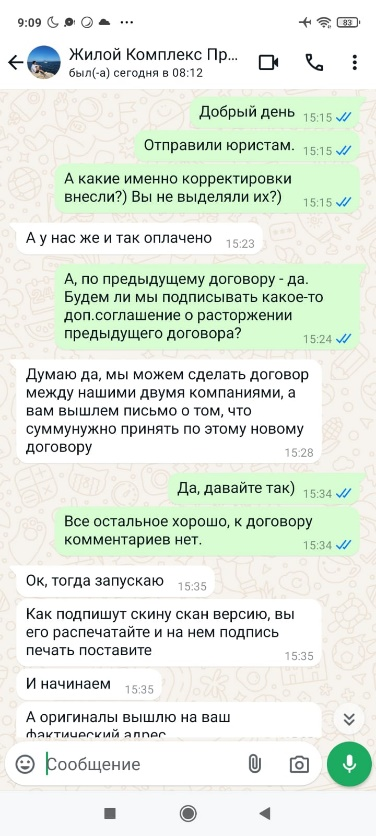 9:09
83
Жилой Комплекс Пр...
был(-а) сегодня в 08:12
Добрый день 15:15
Отправили юристам. 15:15
А какие именно корректировки
внесли?) Вы не выделяли их?) 15:15
А у нас же и так оплачено 15:23
А, по предыдущему договору - да.
Будем ли мы подписывать какое-то
доп.соглашение о расторжении
предыдущего договора? 15:24
Думаю да, мы можем сделать договор
между нашими двумя компаниями, а
вам вышлем письмо о том, что
суммунужно принять по этому новому
договору 15:28
Да, давайте так) 15:34
Все остальное хорошо, к договору
комментариев нет. 15:34
Ок, тогда запускаю 15:35
Как подпишут скину скан версию, вы
его распечатайте и на нем подпись
печать поставите 15:35
И начинаем 15:35
А оригиналы вышлю на ваш
фактический адрес
Сообщение